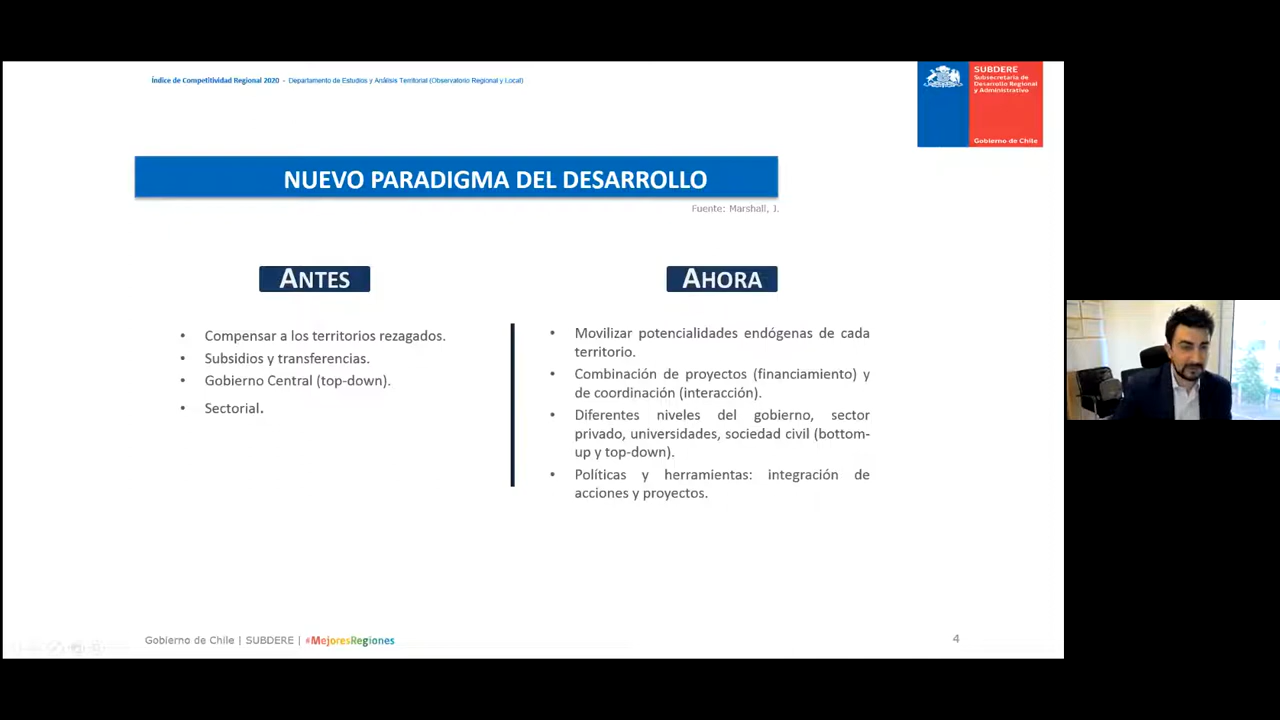 Índice de Competitividad Regional 2020 - Departamento de Estudios y Análisis Territorial (Observatorio Regional y Local)
SUBDERE
Subsecretaría de
Desarrollo Regional
y Administrativo
Gobierno de Chile
NUEVO PARADIGMA DEL DESARROLLO
Fuente: Marshall, J.
ANTES
• Compensar a los territorios rezagados.
• Subsidios y transferencias.
• Gobierno Central (top-down).
• Sectorial.
AHORA
• Movilizar potencialidades endógenas de cada
territorio.
• Combinación de proyectos (financiamiento) y
de coordinación (interacción).
• Diferentes niveles del gobierno, sector
privado, universidades, sociedad civil (bottom-
up y top-down).
• Políticas y herramientas: integración de
acciones y proyectos.
Gobierno de Chile | SUBDERE | #MejoresRegiones
4